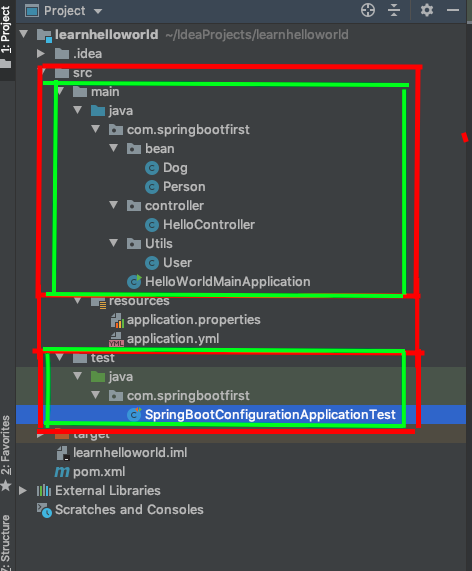 1: Project
Project
learnhelloworld ~/IdeaProjects/learnhelloworld
.idea
src
main
java
com.springbootfirst
bean
Dog
Person
controller
HelloController
Utils
User
HelloWorldMainApplication
resources
application.properties
application.yml
test
java
com.springbootfirst
SpringBootConfigurationApplicationTest
target
learnhelloworld.iml
pom.xml
External Libraries
Scratches and Consoles
2: Favorites
7: Structure